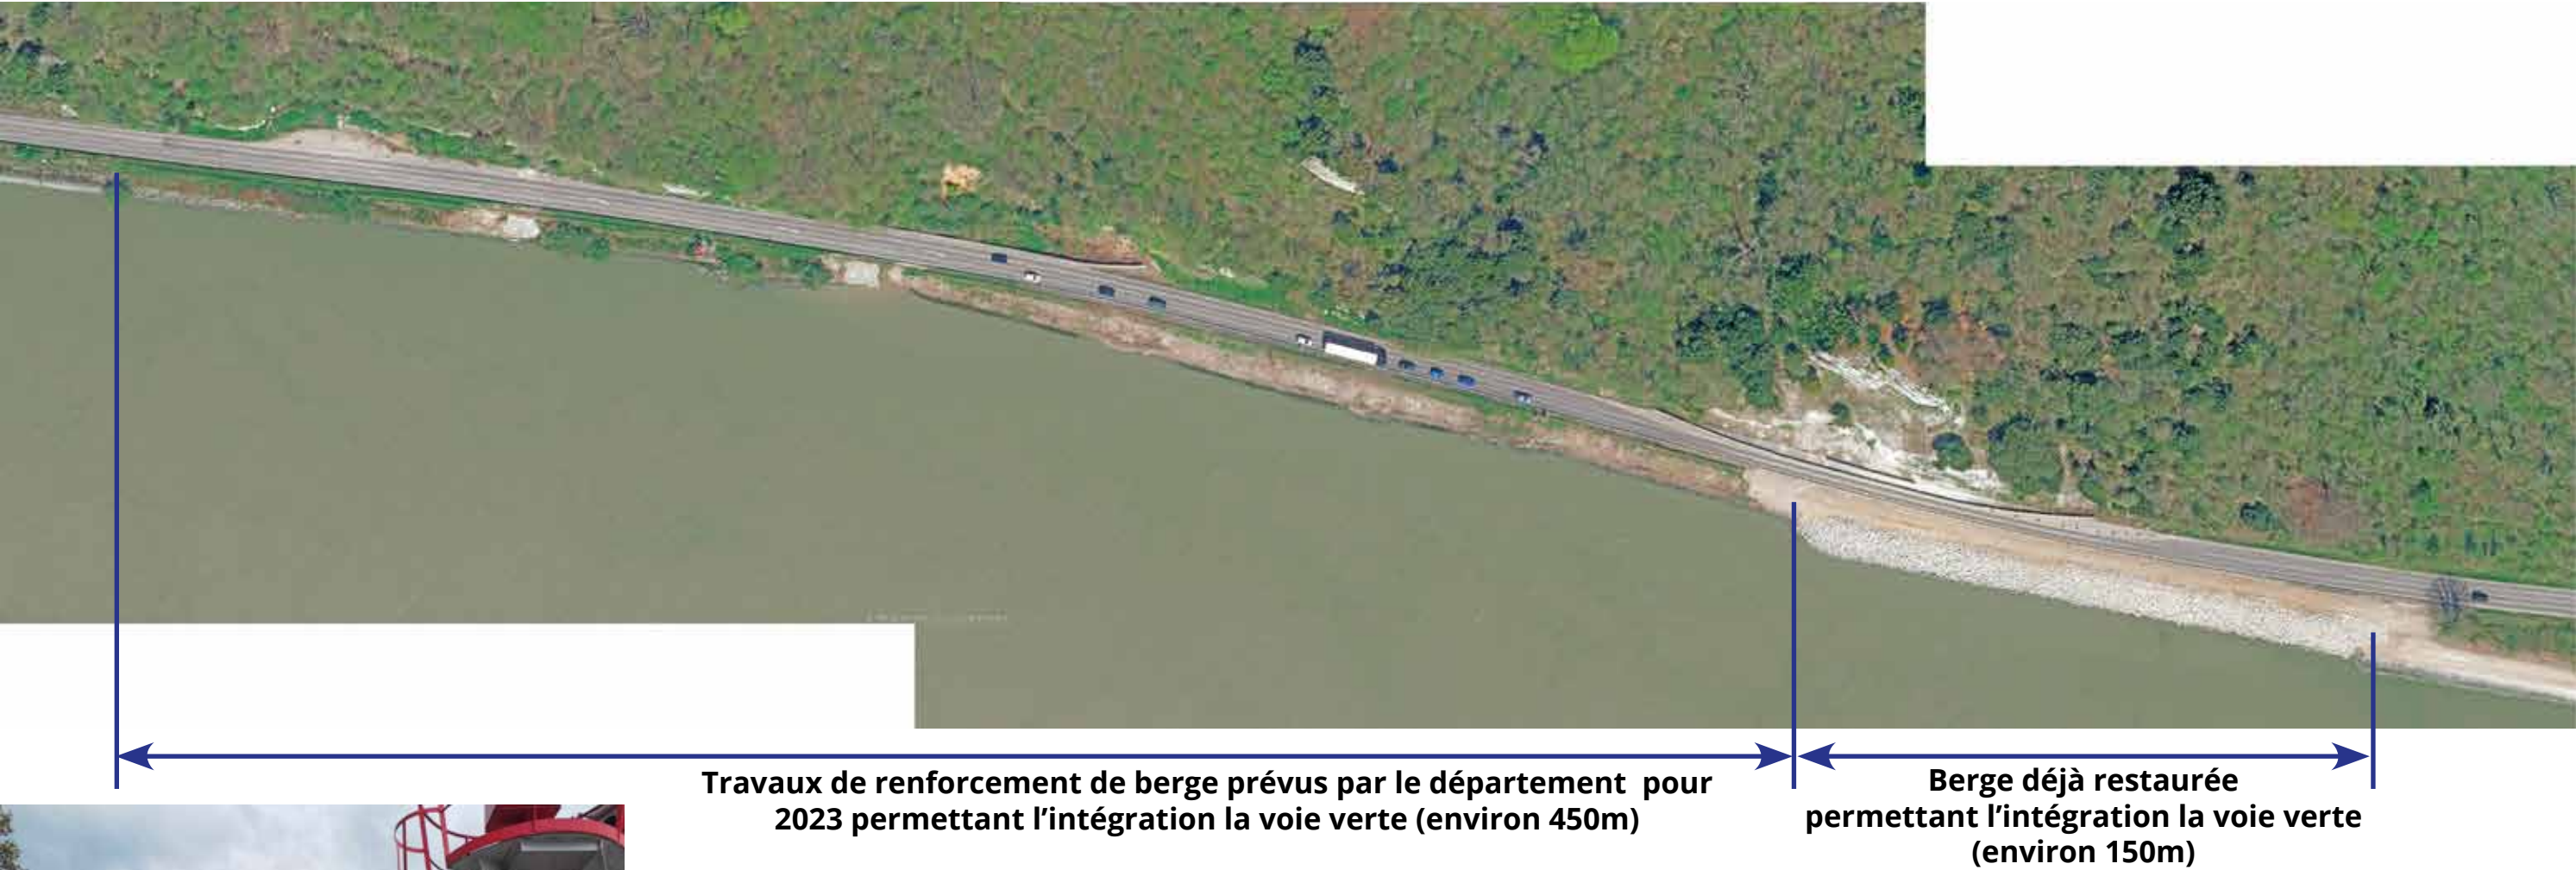 Travaux de renforcement de berge prévus par le département pour
2023 permettant l'intégration la voie verte (environ 450m)
Berge déjà restaurée
permettant l'intégration la voie verte
(environ 150m)